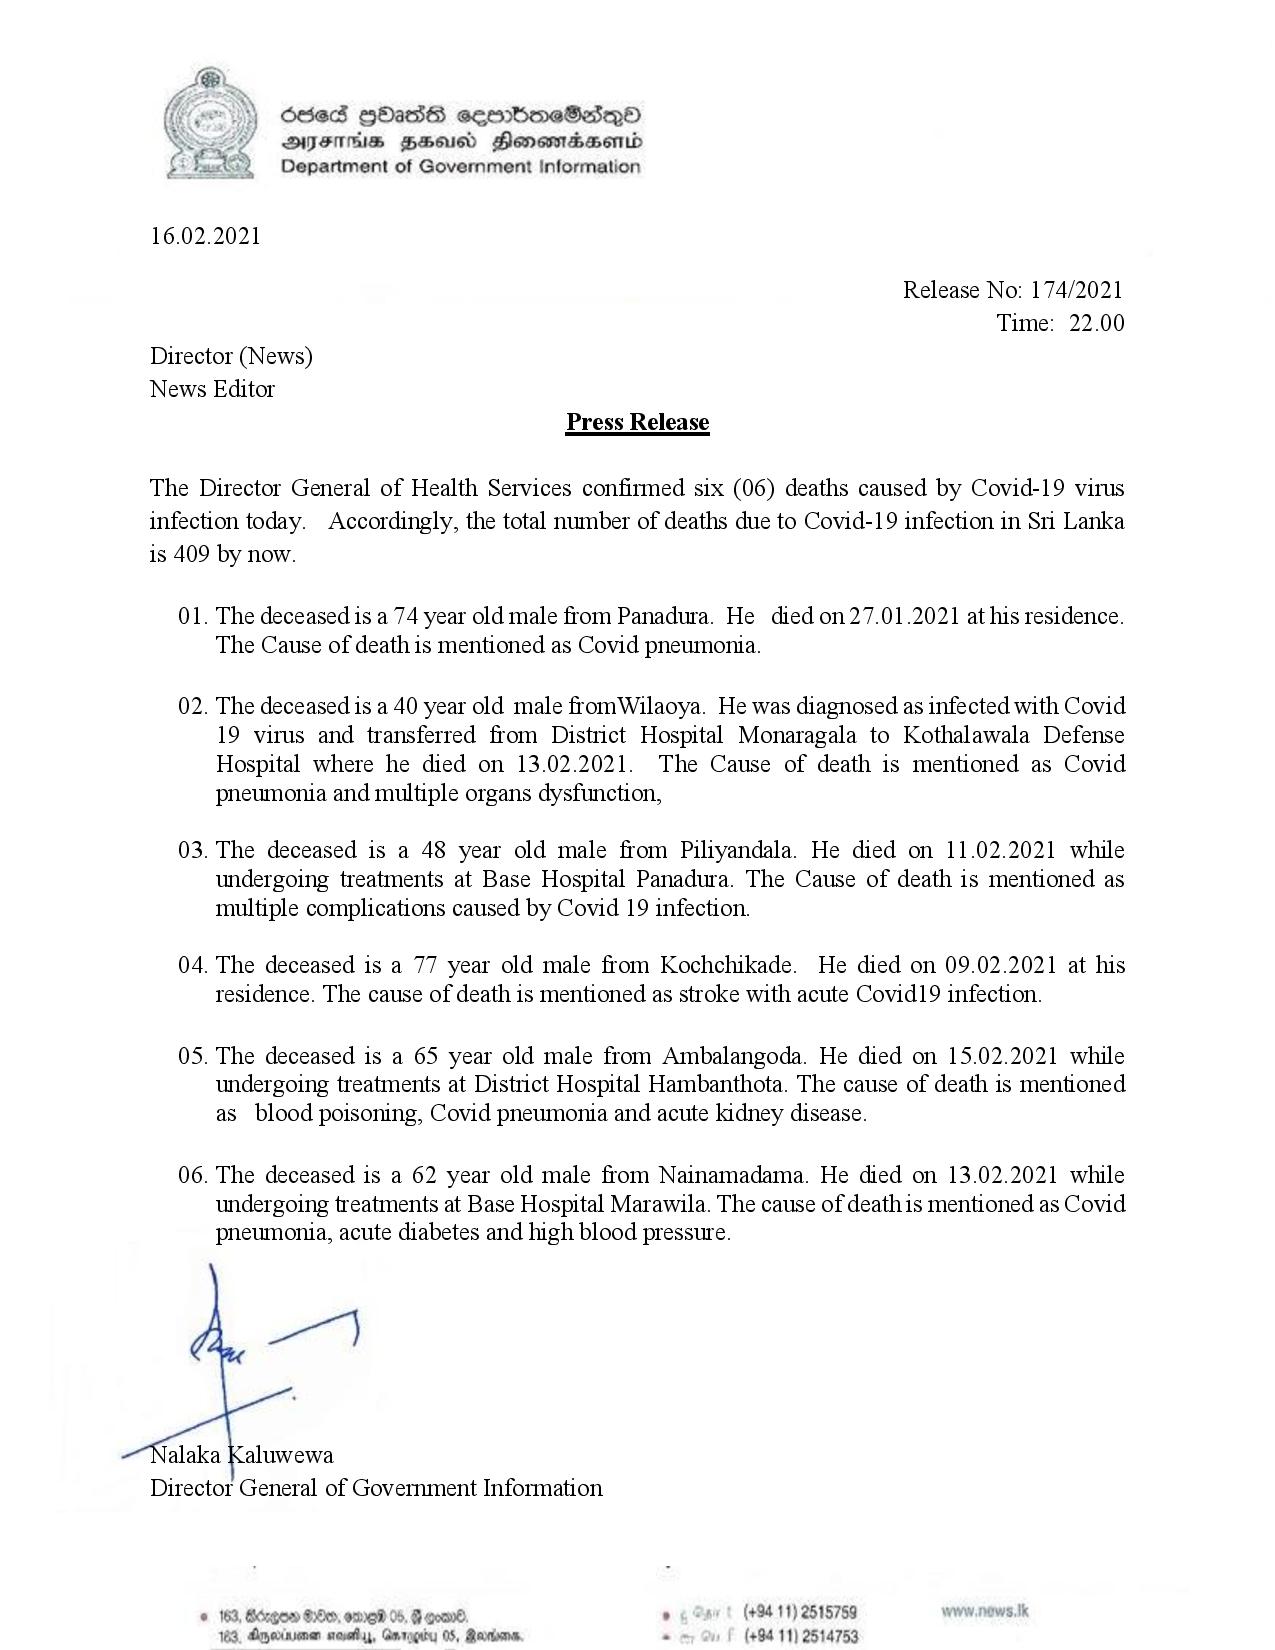 රජයේ ප්‍රවෘත්ති දෙපාර්තමේන්තුව
அரசாங்க தகவல் திணைக்களம்
Department of Government Information
16.02.2021
Release No: 174/2021
Time: 22.00
Director (News)
News Editor
Press Release
The Director General of Health Services confirmed six (06) deaths caused by Covid-19 virus
infection today. Accordingly, the total number of deaths due to Covid-19 infection in Sri Lanka
is 409 by now.
01. The deceased is a 74 year old male from Panadura. He died on 27.01.2021 at his residence.
The Cause of death is mentioned as Covid pneumonia.
02. The deceased is a 40 year old male fromWilaoya. He was diagnosed as infected with Covid
19 virus and transferred from District Hospital Monaragala to Kothalawala Defense
Hospital where he died on 13.02.2021. The Cause of death is mentioned as Covid
pneumonia and multiple organs dysfunction,
03. The deceased is a 48 year old male from Piliyandala. He died on 11.02.2021 while
undergoing treatments at Base Hospital Panadura. The Cause of death is mentioned as
multiple complications caused by Covid 19 infection.
04. The deceased is a 77 year old male from Kochchikade. He died on 09.02.2021 at his
residence. The cause of death is mentioned as stroke with acute Covid19 infection.
05. The deceased is a 65 year old male from Ambalangoda. He died on 15.02.2021 while
undergoing treatments at District Hospital Hambanthota. The cause of death is mentioned
as blood poisoning, Covid pneumonia and acute kidney disease.
06. The deceased is a 62 year old male from Nainamadama. He died on 13.02.2021 while
undergoing treatments at Base Hospital Marawila. The cause of death is mentioned as Covid
pneumonia, acute diabetes and high blood pressure.
Nalaka Kaluwewa
Director General of Government Information
163, කිරුලපන මාවත, කොළඹ 05, ශ්‍රී ලංකාව.
163, கிருலப்பனை எவனியூ, கொழும்பு 05, இலங்கை.
(+94 11) 2515759
(+94 11) 2514753
www.news.lk